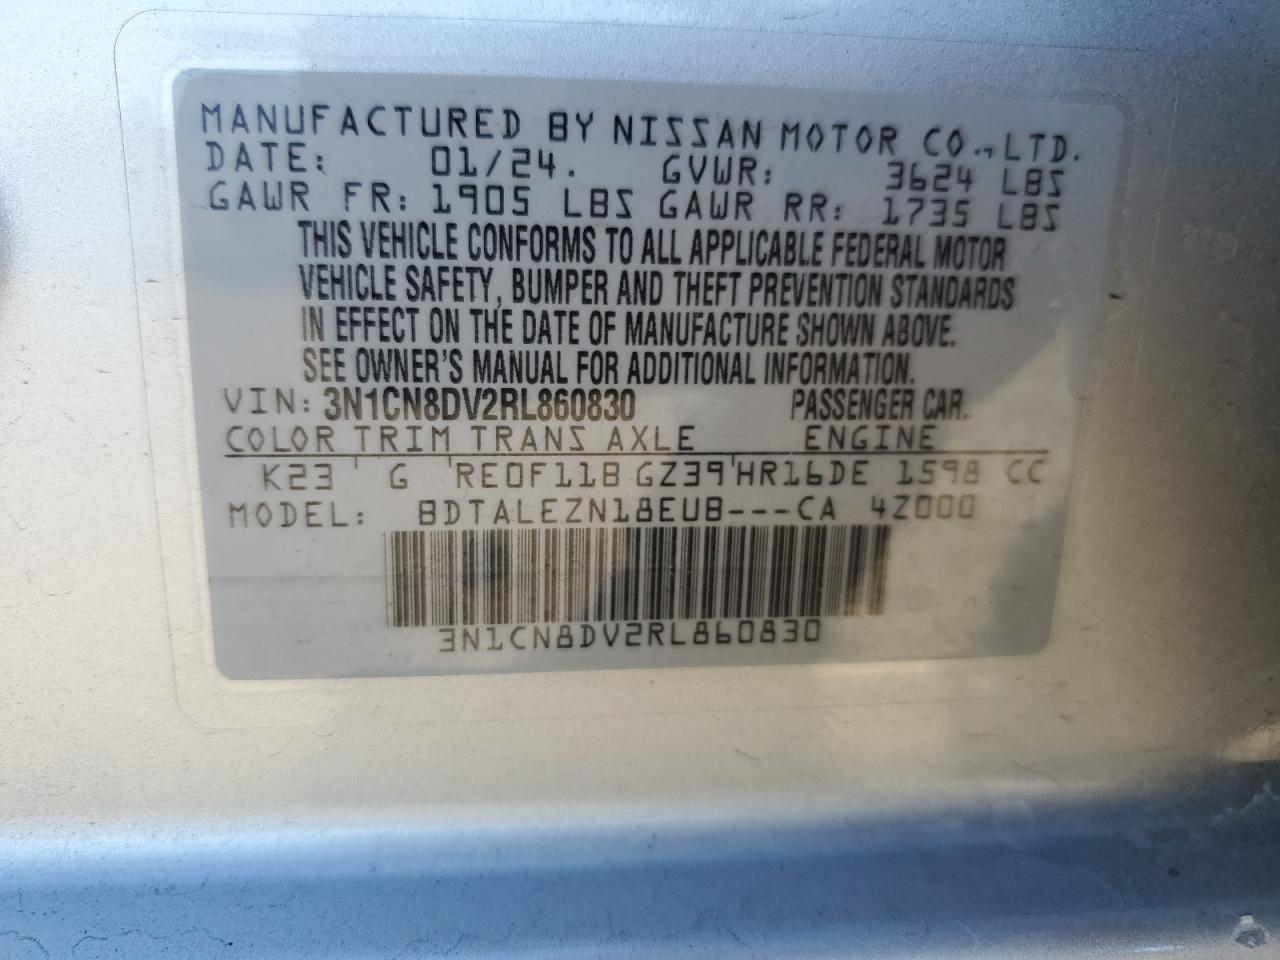 MANUFACTURED BY NISSAN MOTOR CO., LTD.
DATE: 01/24. GVWR: 3624 LBS
GAWR FR: 1905 LBS GAWR RR: 1735 LBS
THIS VEHICLE CONFORMS TO ALL APPLICABLE FEDERAL MOTOR
VEHICLE SAFETY, BUMPER AND THEFT PREVENTION STANDARDS
IN EFFECT ON THE DATE OF MANUFACTURE SHOWN ABOVE.
SEE OWNER'S MANUAL FOR ADDITIONAL INFORMATION.
VIN: 3N1CN8DV2RL860830 PASSENGER CAR.
COLOR TRIM TRANS AXLE ENGINE
K23 G RE0F11B GZ39 HR16DE 1598 CC
MODEL: BDTALEZN18EUB---CA 4Z000
3N1CN8DV2RL860830